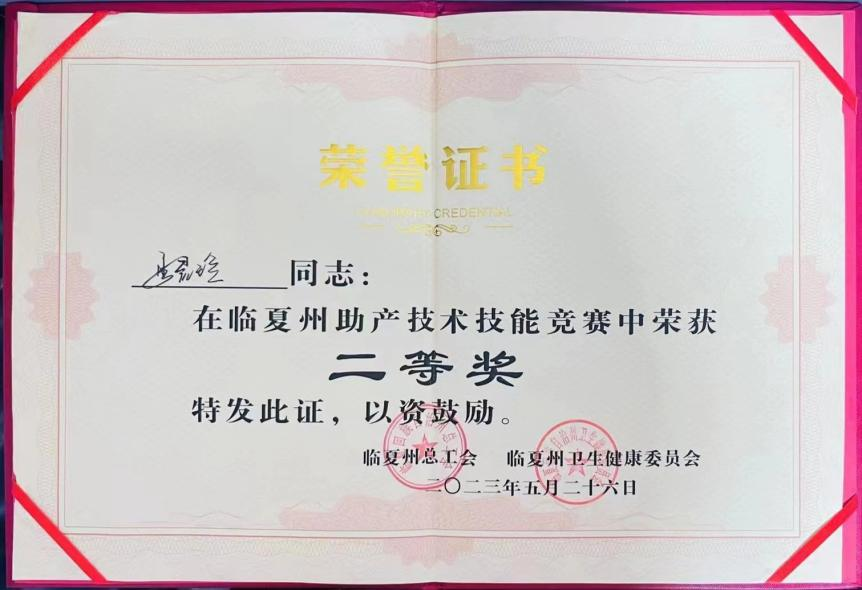 荣誉证书
CREDENTIAL
同志：
在临夏州助产技术技能竞赛中荣获
二等奖
特发此证，以资鼓励。
临夏州总工会 临夏州卫生健康委员会
二〇二三年五月二十六日